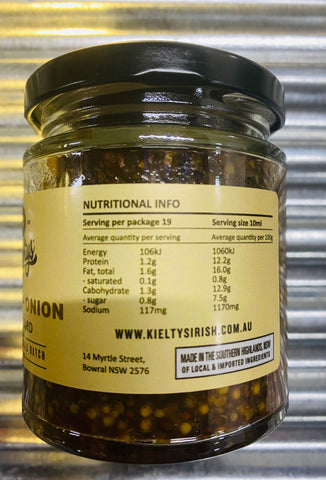 NUTRITIONAL INFO
Serving per package 19 Serving size 10ml
Average quantity per serving Average quantity per 100g
Energy 106kJ 1060kJ
Protein 1.2g 12.2g
Fat, total 1.6g 16.0g
- saturated 0.1g 0.8g
Cabohydrate 1.3g 12.9g
- sugar 0.8g 7.5g
Sodium 117mg 1170mg
WWW.KIELTYSIRISH.COM.AU
14 Myrtle Street,
Bowral NSW 2576
MADE IN THE SOUTHERN HIGHLANDS, NSW
OF LOCAL & IMPORTED INGREDIENTS
ONION
BATCH